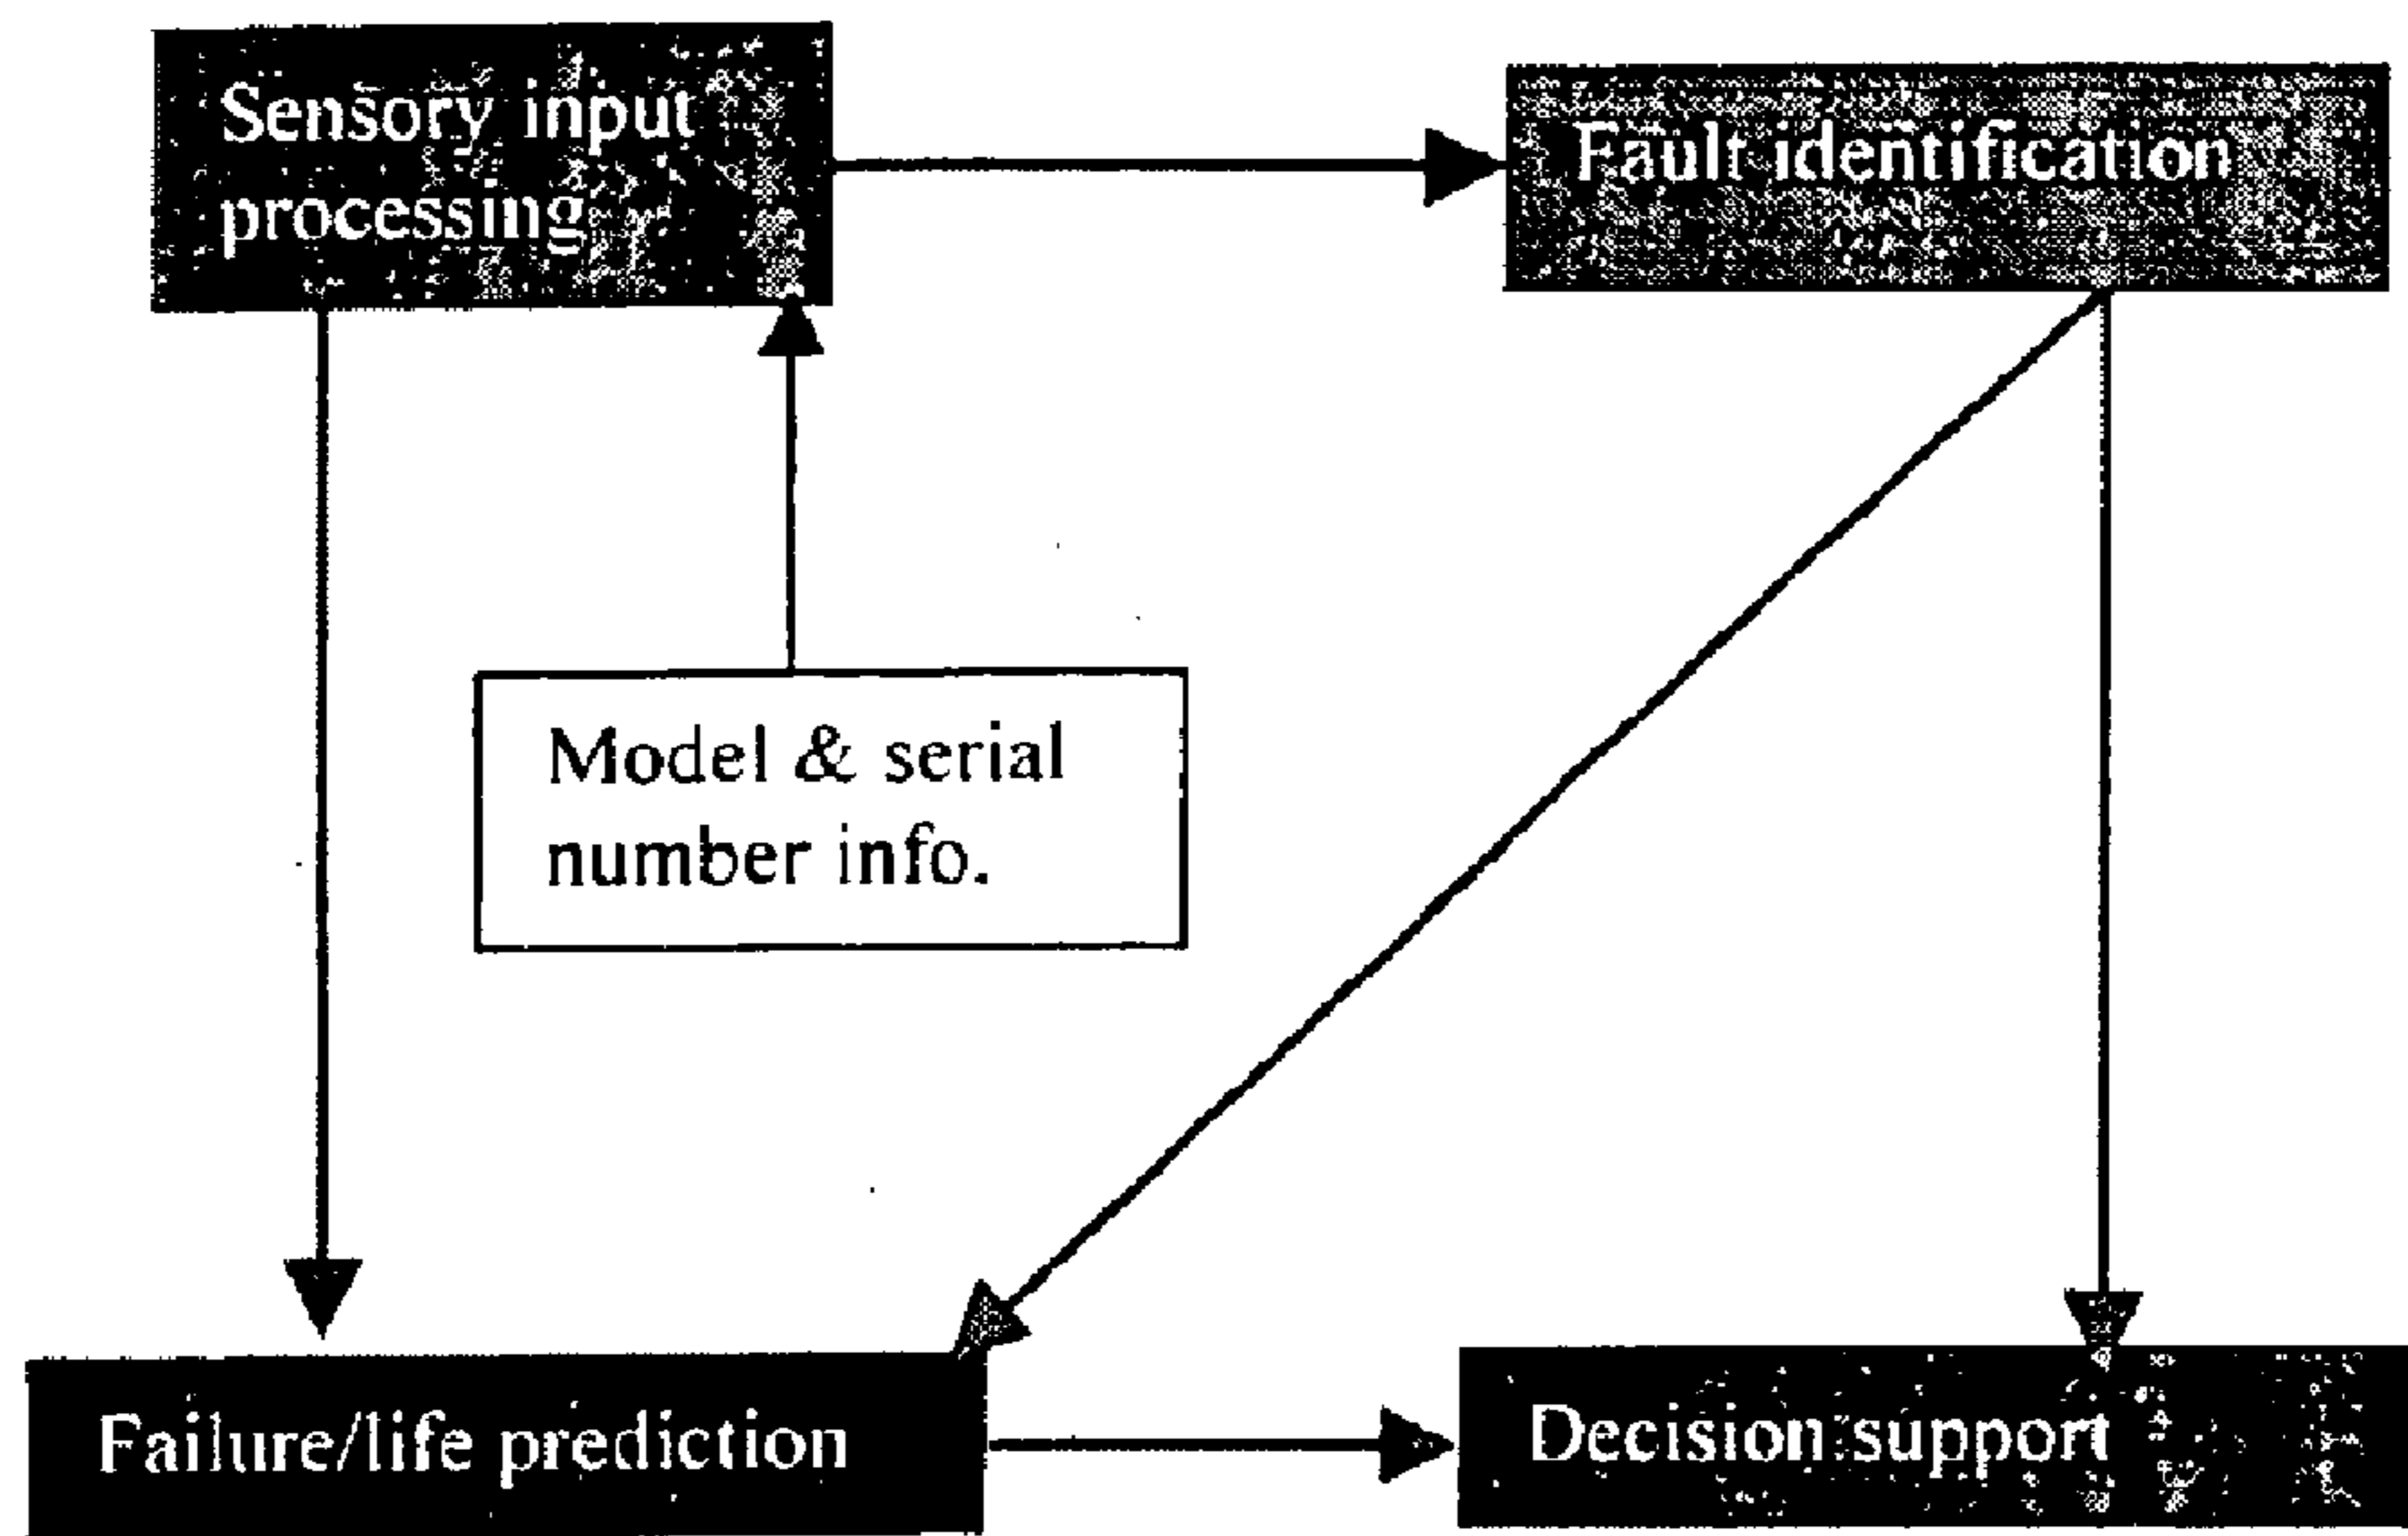 Sensory input
processing
Fault identification
Model & serial
number info.
Failure/life prediction
Decision support